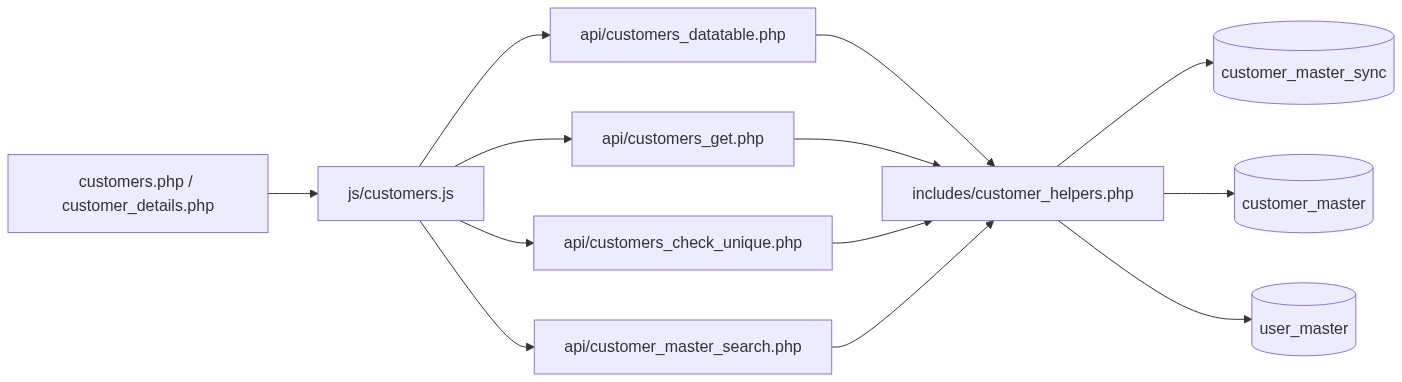 customers.php /
customer_details.php
js/customers.js
api/customers_datatable.php
api/customers_get.php
api/customers_check_unique.php
api/customer_master_search.php
includes/customer_helpers.php
customer_master_sync
customer_master
user_master